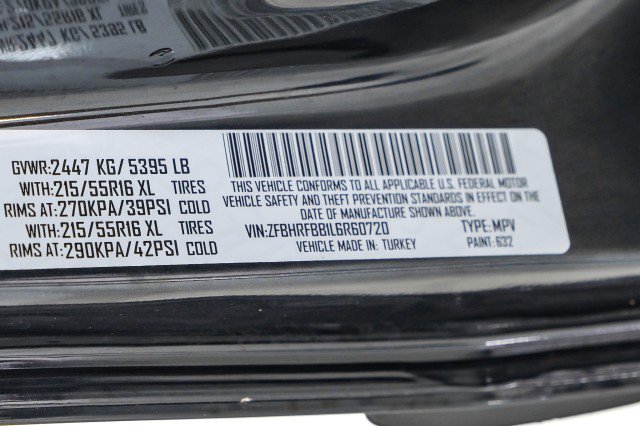 GVWR:2447 KG/ 5395 LB
WITH:215/55R16 XL TIRES
RIMS AT:270KPA/39PSI COLD
WITH:215/55R16 XL TIRES
RIMS AT:290KPA/42PSI COLD
THIS VEHICLE CONFORMS TO ALL APPLICABLE U.S. FEDERAL MOTOR
VEHICLE SAFETY AND THEFT PREVENTION STANDARDS IN EFFECT
ON THE DATE OF MANUFACTURE SHOWN ABOVE.
VIN:ZFBHRFBB1L6R60720 TYPE:MPV
VEHICLE MADE IN: TURKEY PAINT: 632